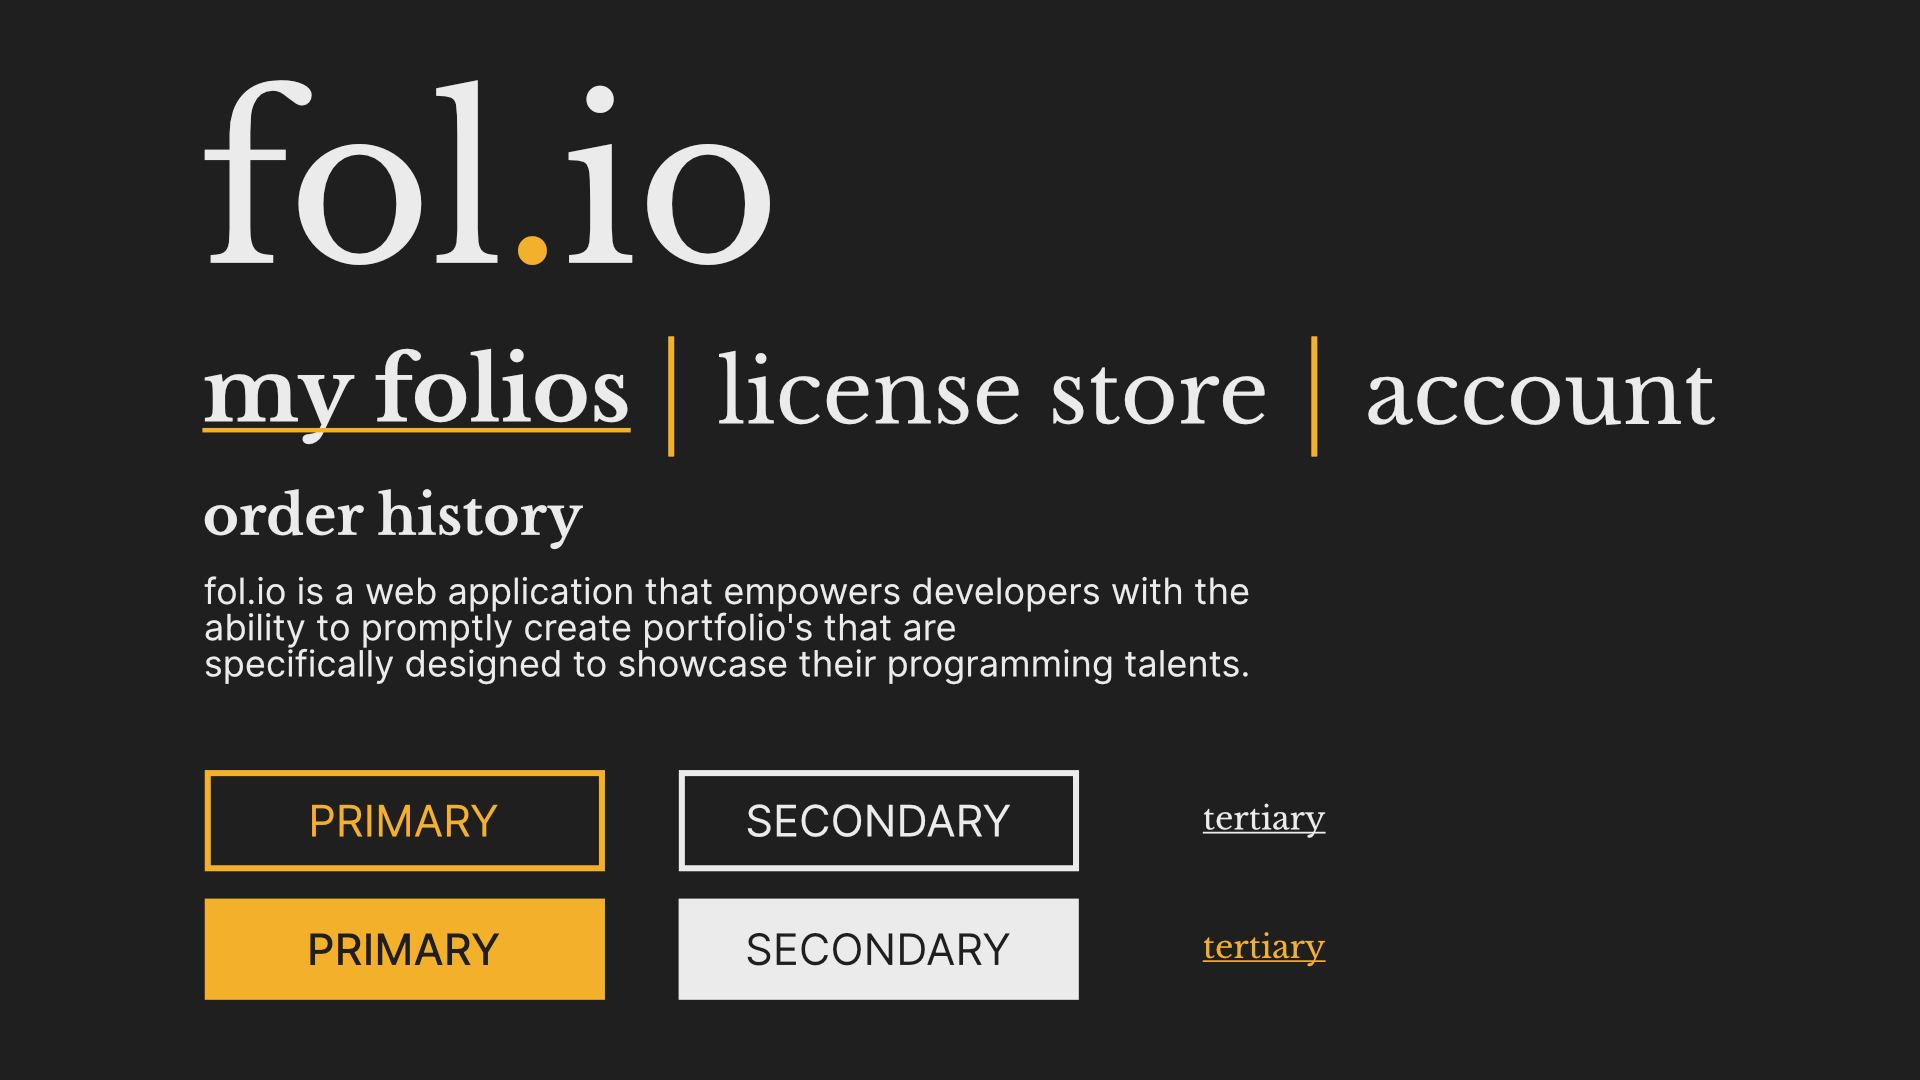 fol.io
my folios | license store | account
order history
fol.io is a web application that empowers developers with the
ability to promptly create portfolio's that are
specifically designed to showcase their programming talents.
PRIMARY SECONDARY tertiary
PRIMARY SECONDARY tertiary